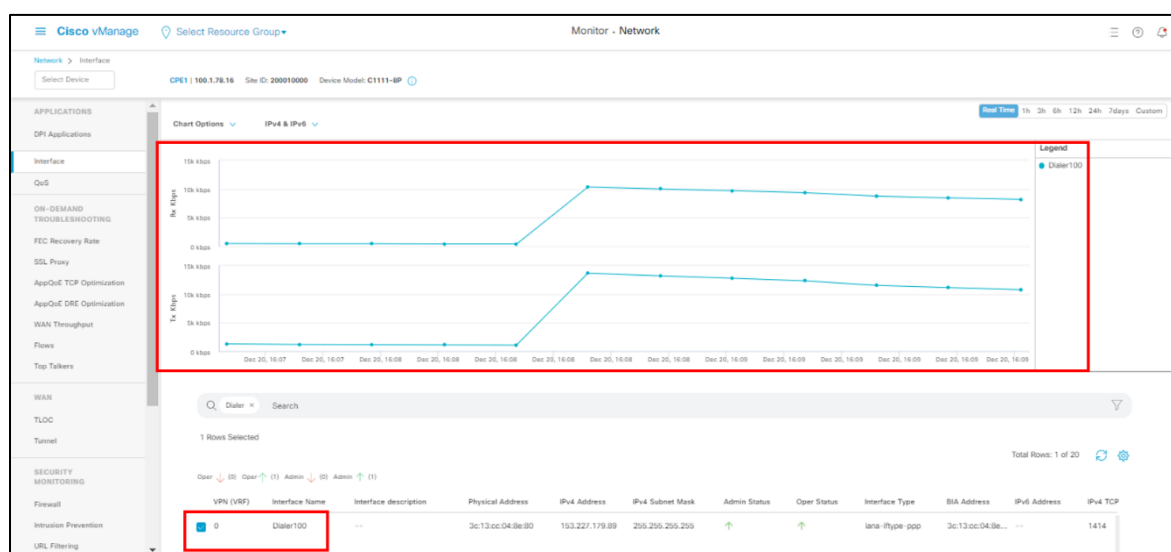 Cisco vManage
Select Resource Group
Monitor · Network
Network > Interface
Select Device
CPE1 | 100.1.78.16 Site ID: 200010000 Device Model: C1111-8P
APPLICATIONS
DPI Applications
Interface
QoS
ON-DEMAND
TROUBLESHOOTING
FEC Recovery Rate
SSL Proxy
AppQoE TCP Optimization
AppQoE DRE Optimization
WAN Throughput
Flows
Top Talkers
WAN
TLOC
Tunnel
SECURITY
MONITORING
Firewall
Intrusion Prevention
URL Filtering
Real Time 1h 3h 6h 12h 24h 7days Custom
Chart Options IPv4 & IPv6
Legend
Dialer100
Rx Kbps
15k kbps
10k kbps
5k kbps
0 kbps
Tx Kbps
15k kbps
10k kbps
5k kbps
0 kbps
Dec 20, 16:07 Dec 20, 16:07 Dec 20, 16:08 Dec 20, 16:08 Dec 20, 16:08 Dec 20, 16:08 Dec 20, 16:08 Dec 20, 16:08 Dec 20, 16:09 Dec 20, 16:09 Dec 20, 16:09 Dec 20, 16:09 Dec 20, 16:09 Dec 20, 16:09
Dialer × Search
1 Rows Selected
Total Rows: 1 of 20
Oper ↓ (0) Oper ↑ (1) Admin ↓ (0) Admin ↑ (1)
VPN (VRF) Interface Name Interface description Physical Address IPv4 Address IPv4 Subnet Mask Admin Status Oper Status Interface Type BIA Address IPv6 Address IPv4 TCP
0 Dialer100 -- 3c:13:cc:04:8e:80 153.227.179.89 255.255.255.255 ↑ ↑ iana-iftype-ppp 3c:13:cc:04:8e... -- 1414